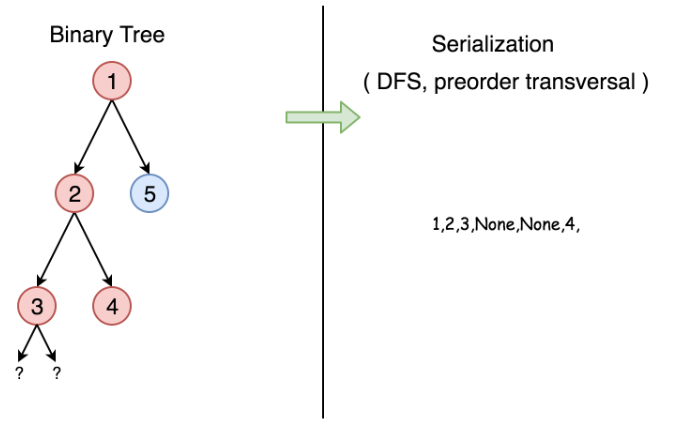 Binary Tree
1
2
5
3
4
?
?
Serialization
( DFS, preorder transversal )
1,2,3,None,None,4,